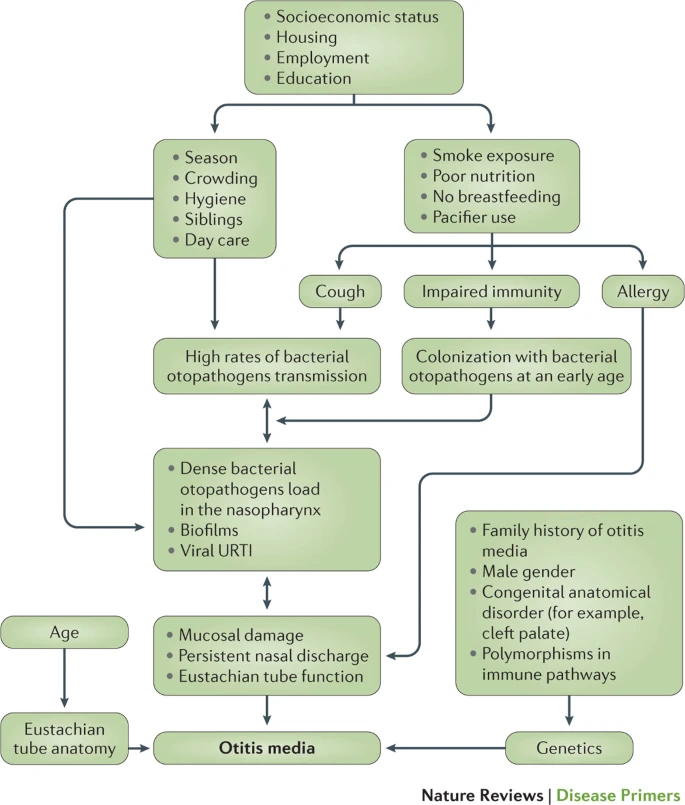 • Socioeconomic status
• Housing
• Employment
• Education
• Season
• Crowding
• Hygiene
• Siblings
• Day care
• Smoke exposure
• Poor nutrition
• No breastfeeding
• Pacifier use
Cough
Impaired immunity
Allergy
High rates of bacterial
otopathogens transmission
Colonization with bacterial
otopathogens at an early age
• Dense bacterial
otopathogens load
in the nasopharynx
• Biofilms
• Viral URTI
• Family history of otitis
media
• Male gender
• Congenital anatomical
disorder (for example,
cleft palate)
• Polymorphisms in
immune pathways
Age
• Mucosal damage
• Persistent nasal discharge
• Eustachian tube function
Eustachian
tube anatomy
Otitis media
Genetics
Nature Reviews | Disease Primers